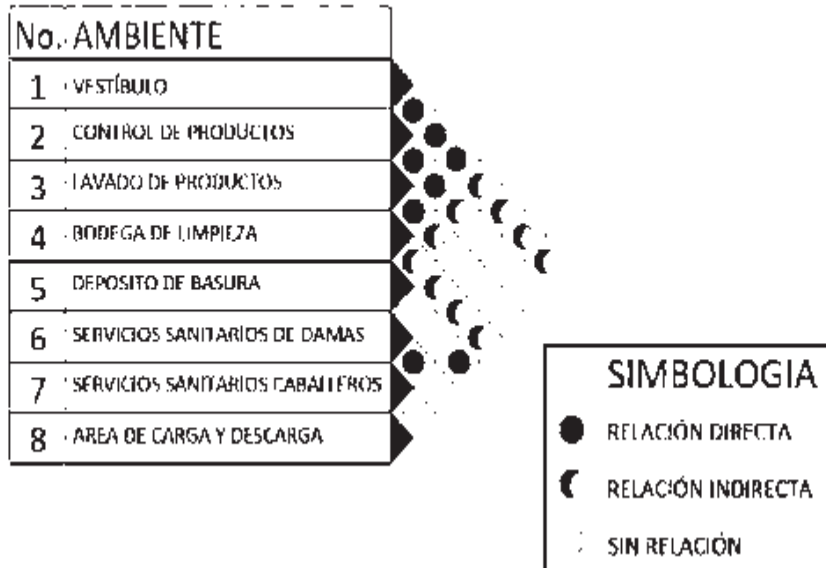 No. AMBIENTE
1 VESTÍBULO
2 CONTROL DE PRODUCTOS
3 LAVADO DE PRODUCTOS
4 BODEGA DE LIMPIEZA
5 DEPOSITO DE BASURA
6 SERVICIOS SANITARIOS DE DAMAS
7 SERVICIOS SANITARIOS CABALLEROS
8 AREA DE CARGA Y DESCARGA
SIMBOLOGIA
RELACIÓN DIRECTA
RELACIÓN INDIRECTA
SIN RELACIÓN